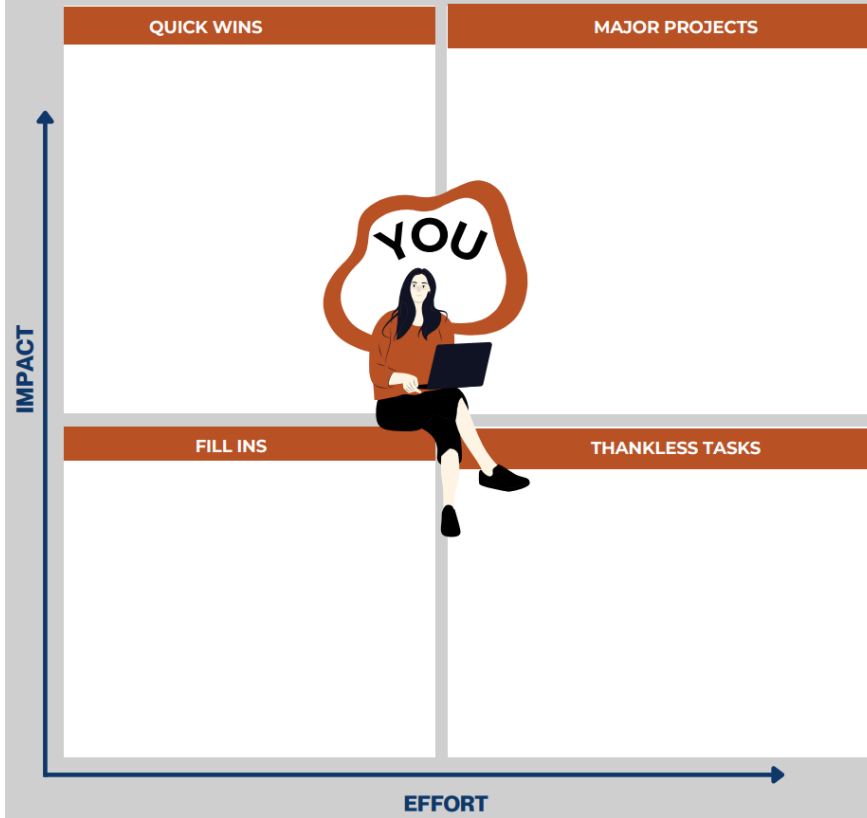 QUICK WINS
MAJOR PROJECTS
YOU
IMPACT
FILL INS
THANKLESS TASKS
EFFORT